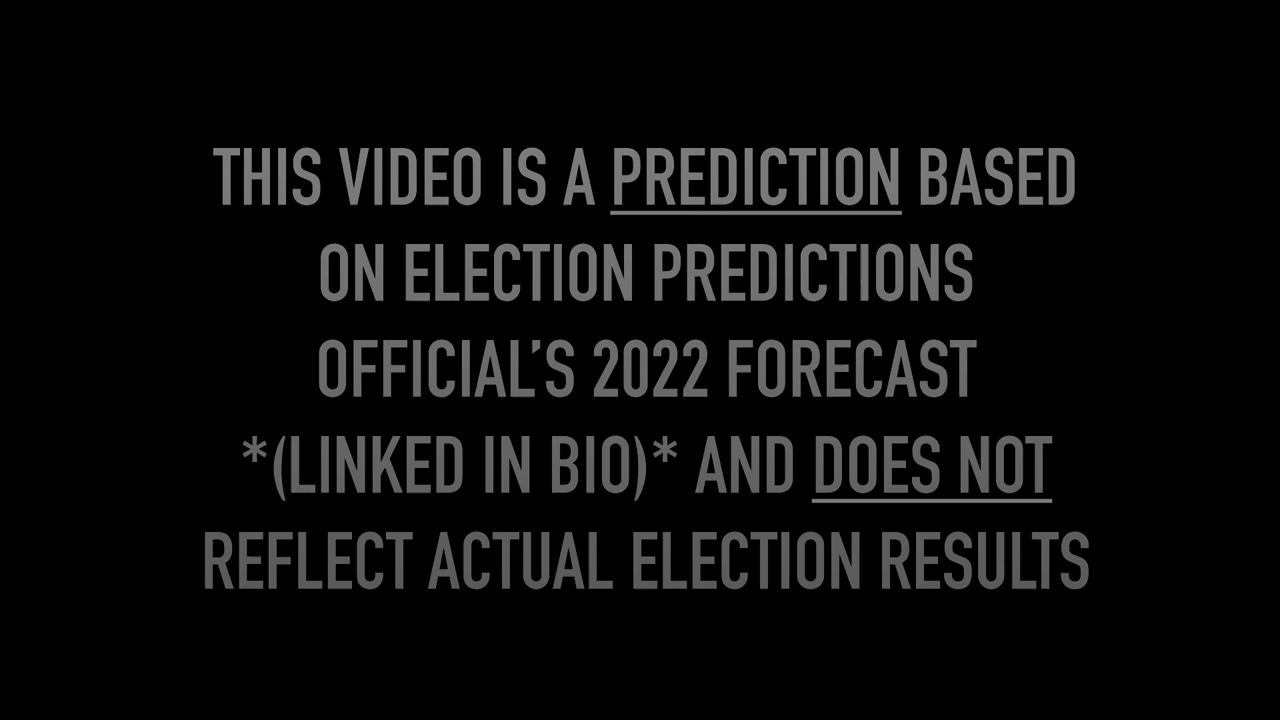 THIS VIDEO IS A PREDICTION BASED
ON ELECTION PREDICTIONS
OFFICIAL’S 2022 FORECAST
*(LINKED IN BIO)* AND DOES NOT
REFLECT ACTUAL ELECTION RESULTS